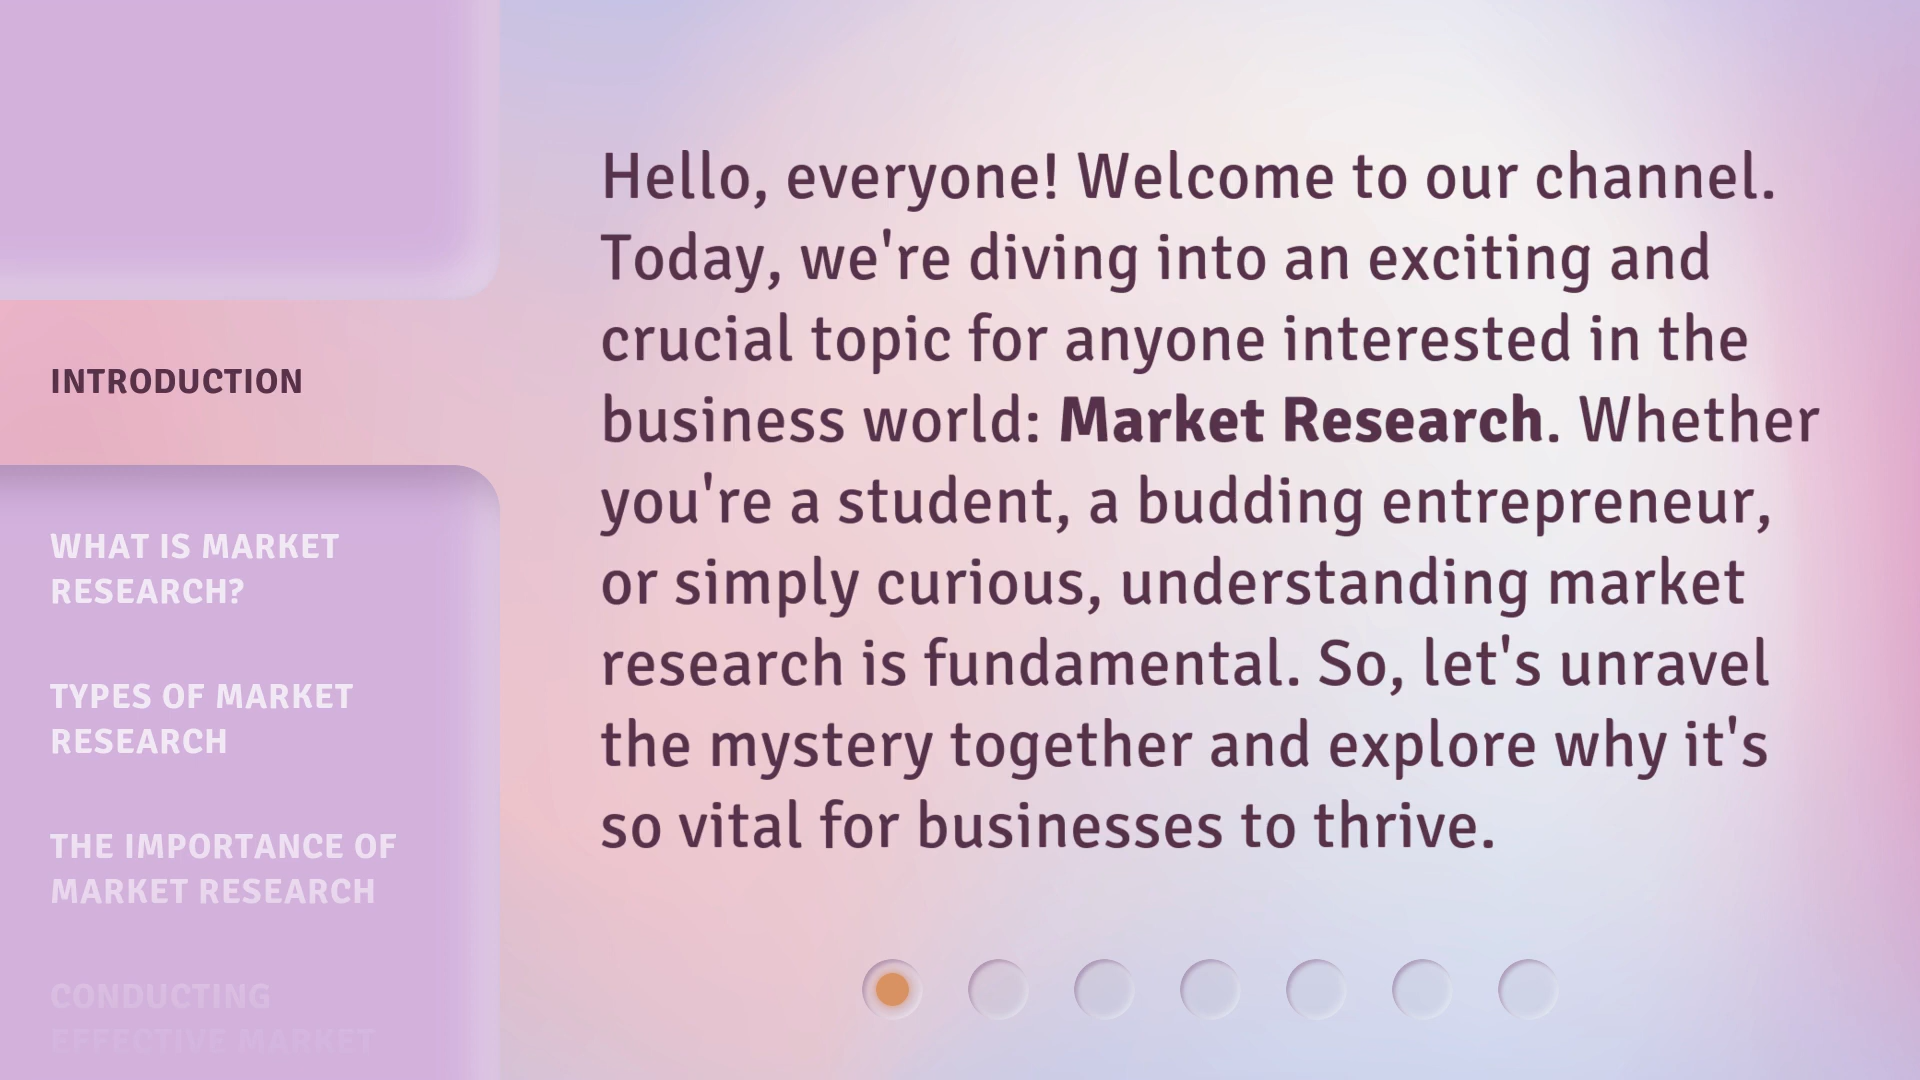 INTRODUCTION
WHAT IS MARKET
RESEARCH?
TYPES OF MARKET
RESEARCH
THE IMPORTANCE OF
MARKET RESEARCH
CONDUCTING
EFFECTIVE MARKET
Hello, everyone! Welcome to our channel.
Today, we're diving into an exciting and
crucial topic for anyone interested in the
business world: Market Research. Whether
you're a student, a budding entrepreneur,
or simply curious, understanding market
research is fundamental. So, let's unravel
the mystery together and explore why it's
so vital for businesses to thrive.